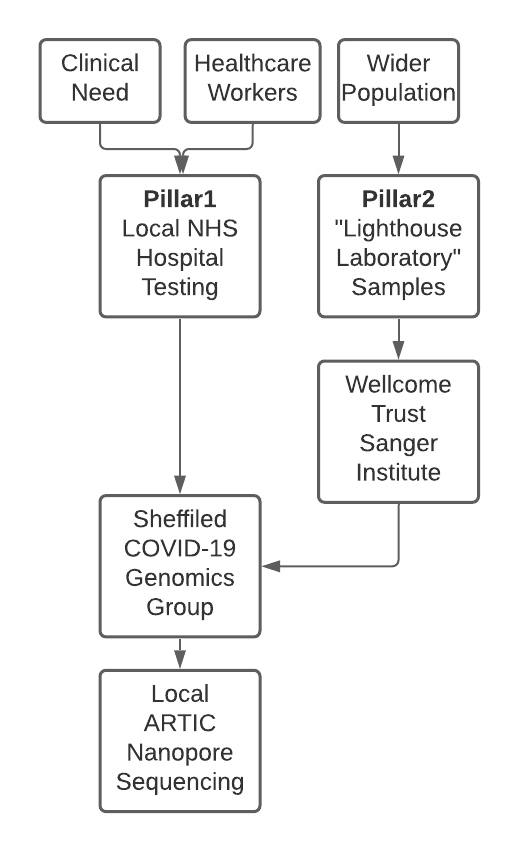 Clinical
Need
Healthcare
Workers
Wider
Population
Pillar1
Local NHS
Hospital
Testing
Pillar2
"Lighthouse
Laboratory"
Samples
Wellcome
Trust
Sanger
Institute
Sheffiled
COVID-19
Genomics
Group
Local
ARTIC
Nanopore
Sequencing